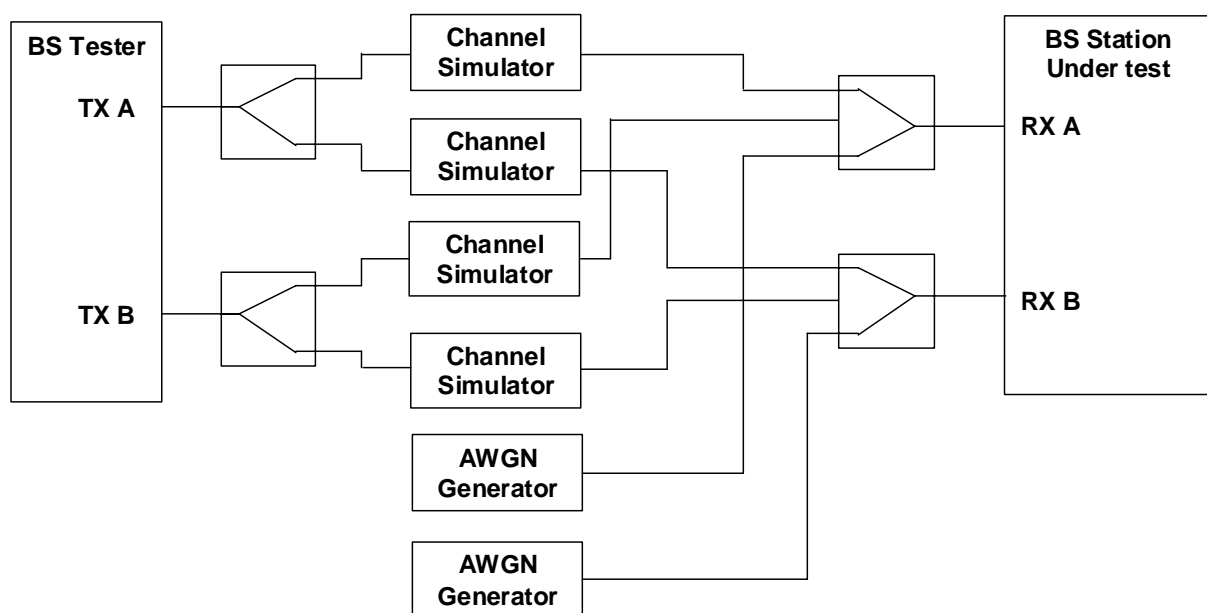 BS Tester
TX A
TX B
Channel
Simulator
Channel
Simulator
Channel
Simulator
Channel
Simulator
AWGN
Generator
AWGN
Generator
BS Station
Under test
RX A
RX B